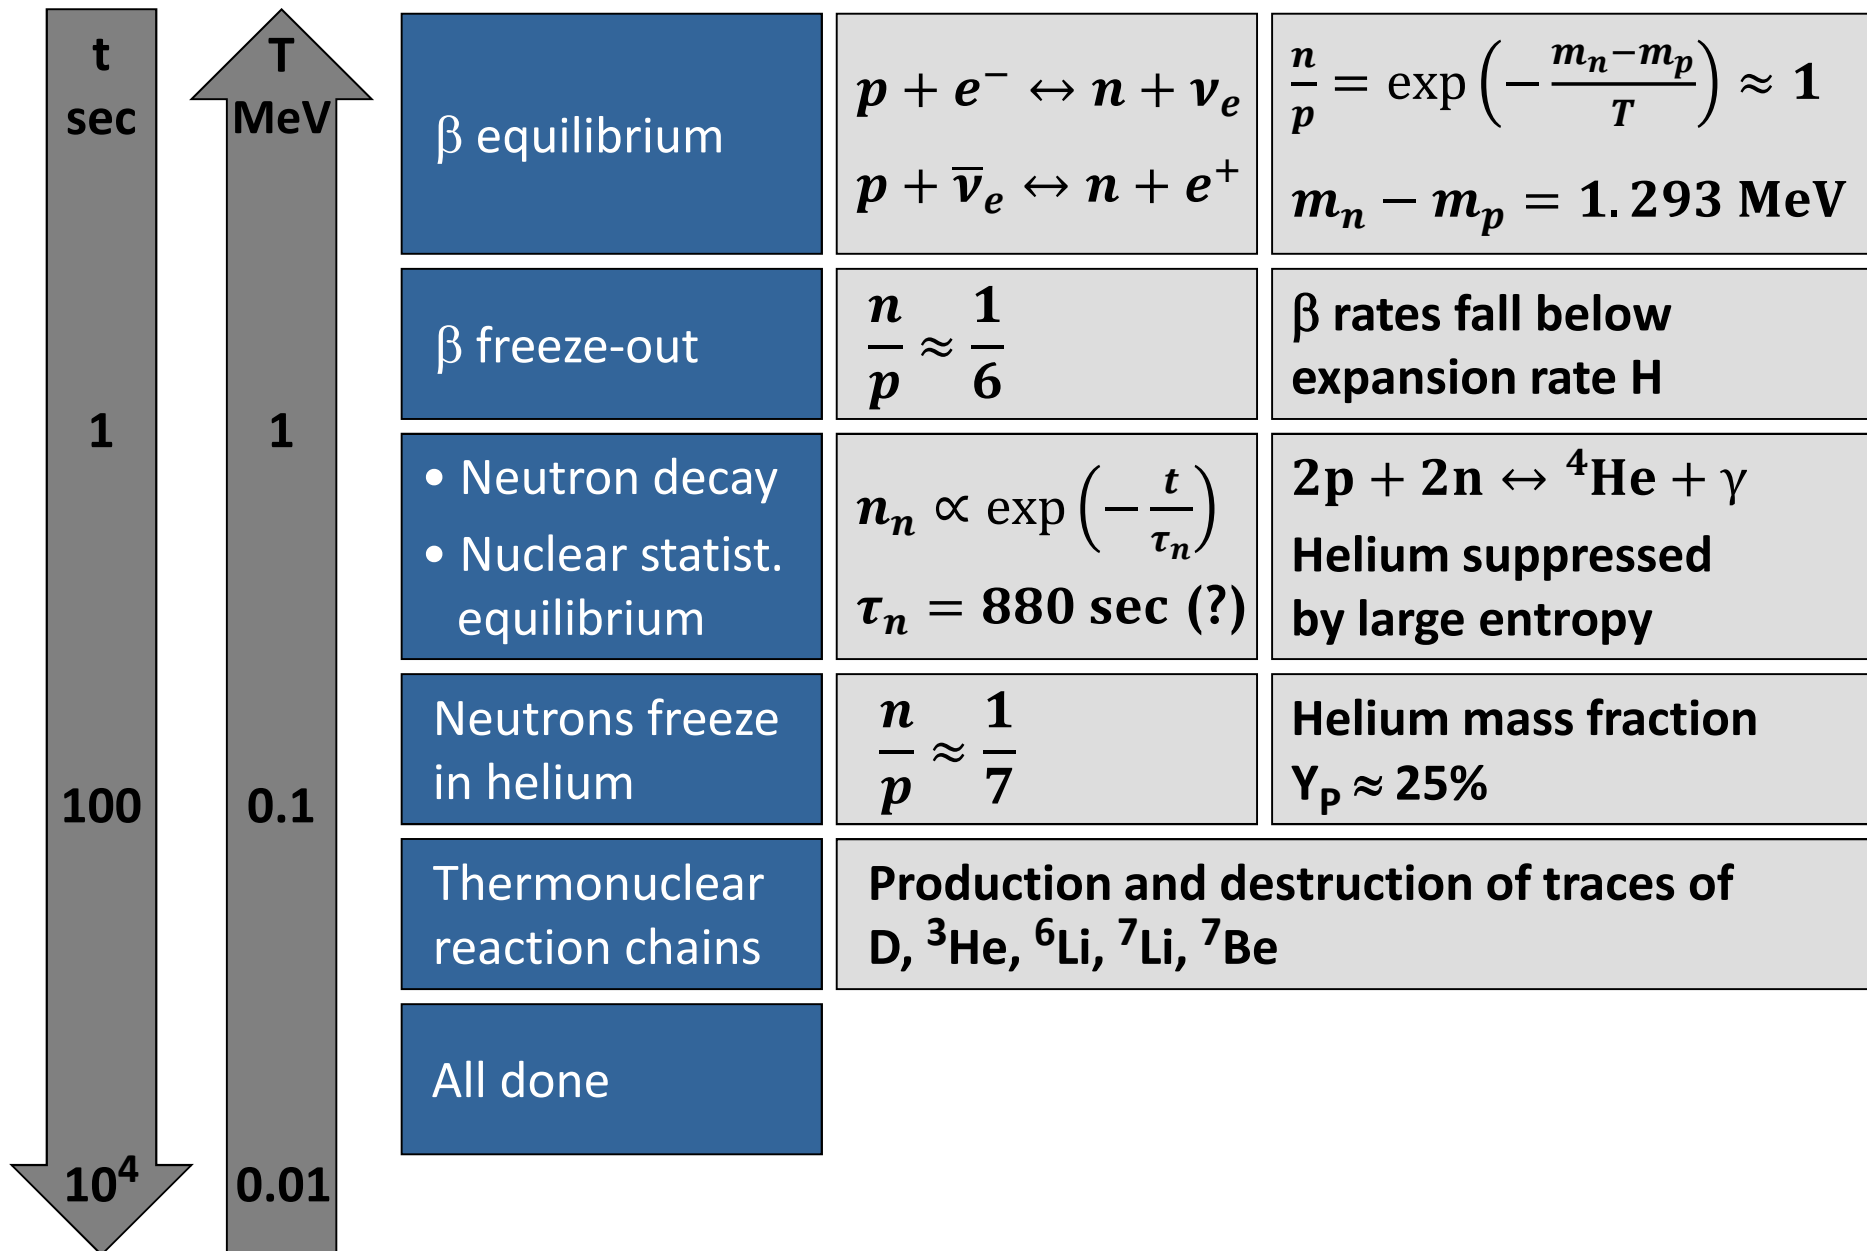 t
sec
1
100
10⁴
T
MeV
1
0.1
0.01
β equilibrium
p + e⁻ ↔ n + νₑ
p + ν̅ₑ ↔ n + e⁺
n/p = exp(− (mₙ−mₚ)/T) ≈ 1
mₙ − mₚ = 1.293 MeV
β freeze-out
n/p ≈ 1/6
β rates fall below
expansion rate H
• Neutron decay
• Nuclear statist.
equilibrium
nₙ ∝ exp(− t/τₙ)
τₙ = 880 sec (?)
2p + 2n ↔ ⁴He + γ
Helium suppressed
by large entropy
Neutrons freeze
in helium
n/p ≈ 1/7
Helium mass fraction
Y_P ≈ 25%
Thermonuclear
reaction chains
Production and destruction of traces of
D, ³He, ⁶Li, ⁷Li, ⁷Be
All done